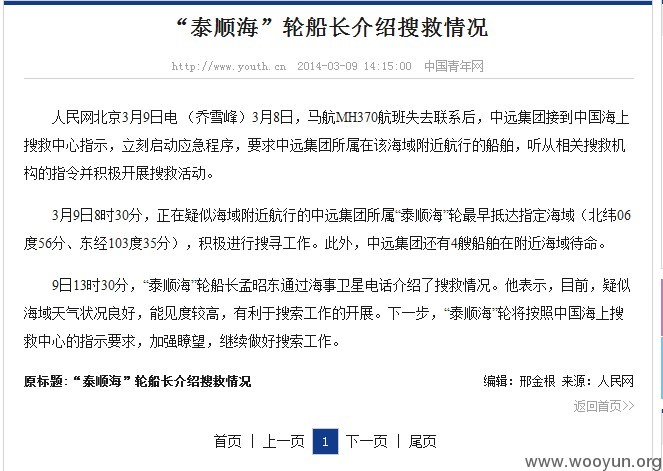 “泰顺海”轮船长介绍搜救情况
http://www.youth.cn 2014-03-09 14:15:00 中国青年网
人民网北京3月9日电 （乔雪峰）3月8日，马航MH370航班失去联系后，中远集团接到中国海上
搜救中心指示，立刻启动应急程序，要求中远集团所属在该海域附近航行的船舶，听从相关搜救机
构的指令并积极开展搜救活动。
3月9日8时30分，正在疑似海域附近航行的中远集团所属“泰顺海”轮最早抵达指定海域（北纬06
度56分、东经103度35分），积极进行搜寻工作。此外，中远集团还有4艘船舶在附近海域待命。
9日13时30分，“泰顺海”轮船长孟昭东通过海事卫星电话介绍了搜救情况。他表示，目前，疑似
海域天气状况良好，能见度较高，有利于搜索工作的开展。下一步，“泰顺海”轮将按照中国海上搜
救中心的指示要求，加强瞭望，继续做好搜索工作。
原标题:“泰顺海”轮船长介绍搜救情况 编辑：邢金根 来源：人民网
返回首页>>
首页 | 上一页 1 下一页 | 尾页
www.wooyun.org